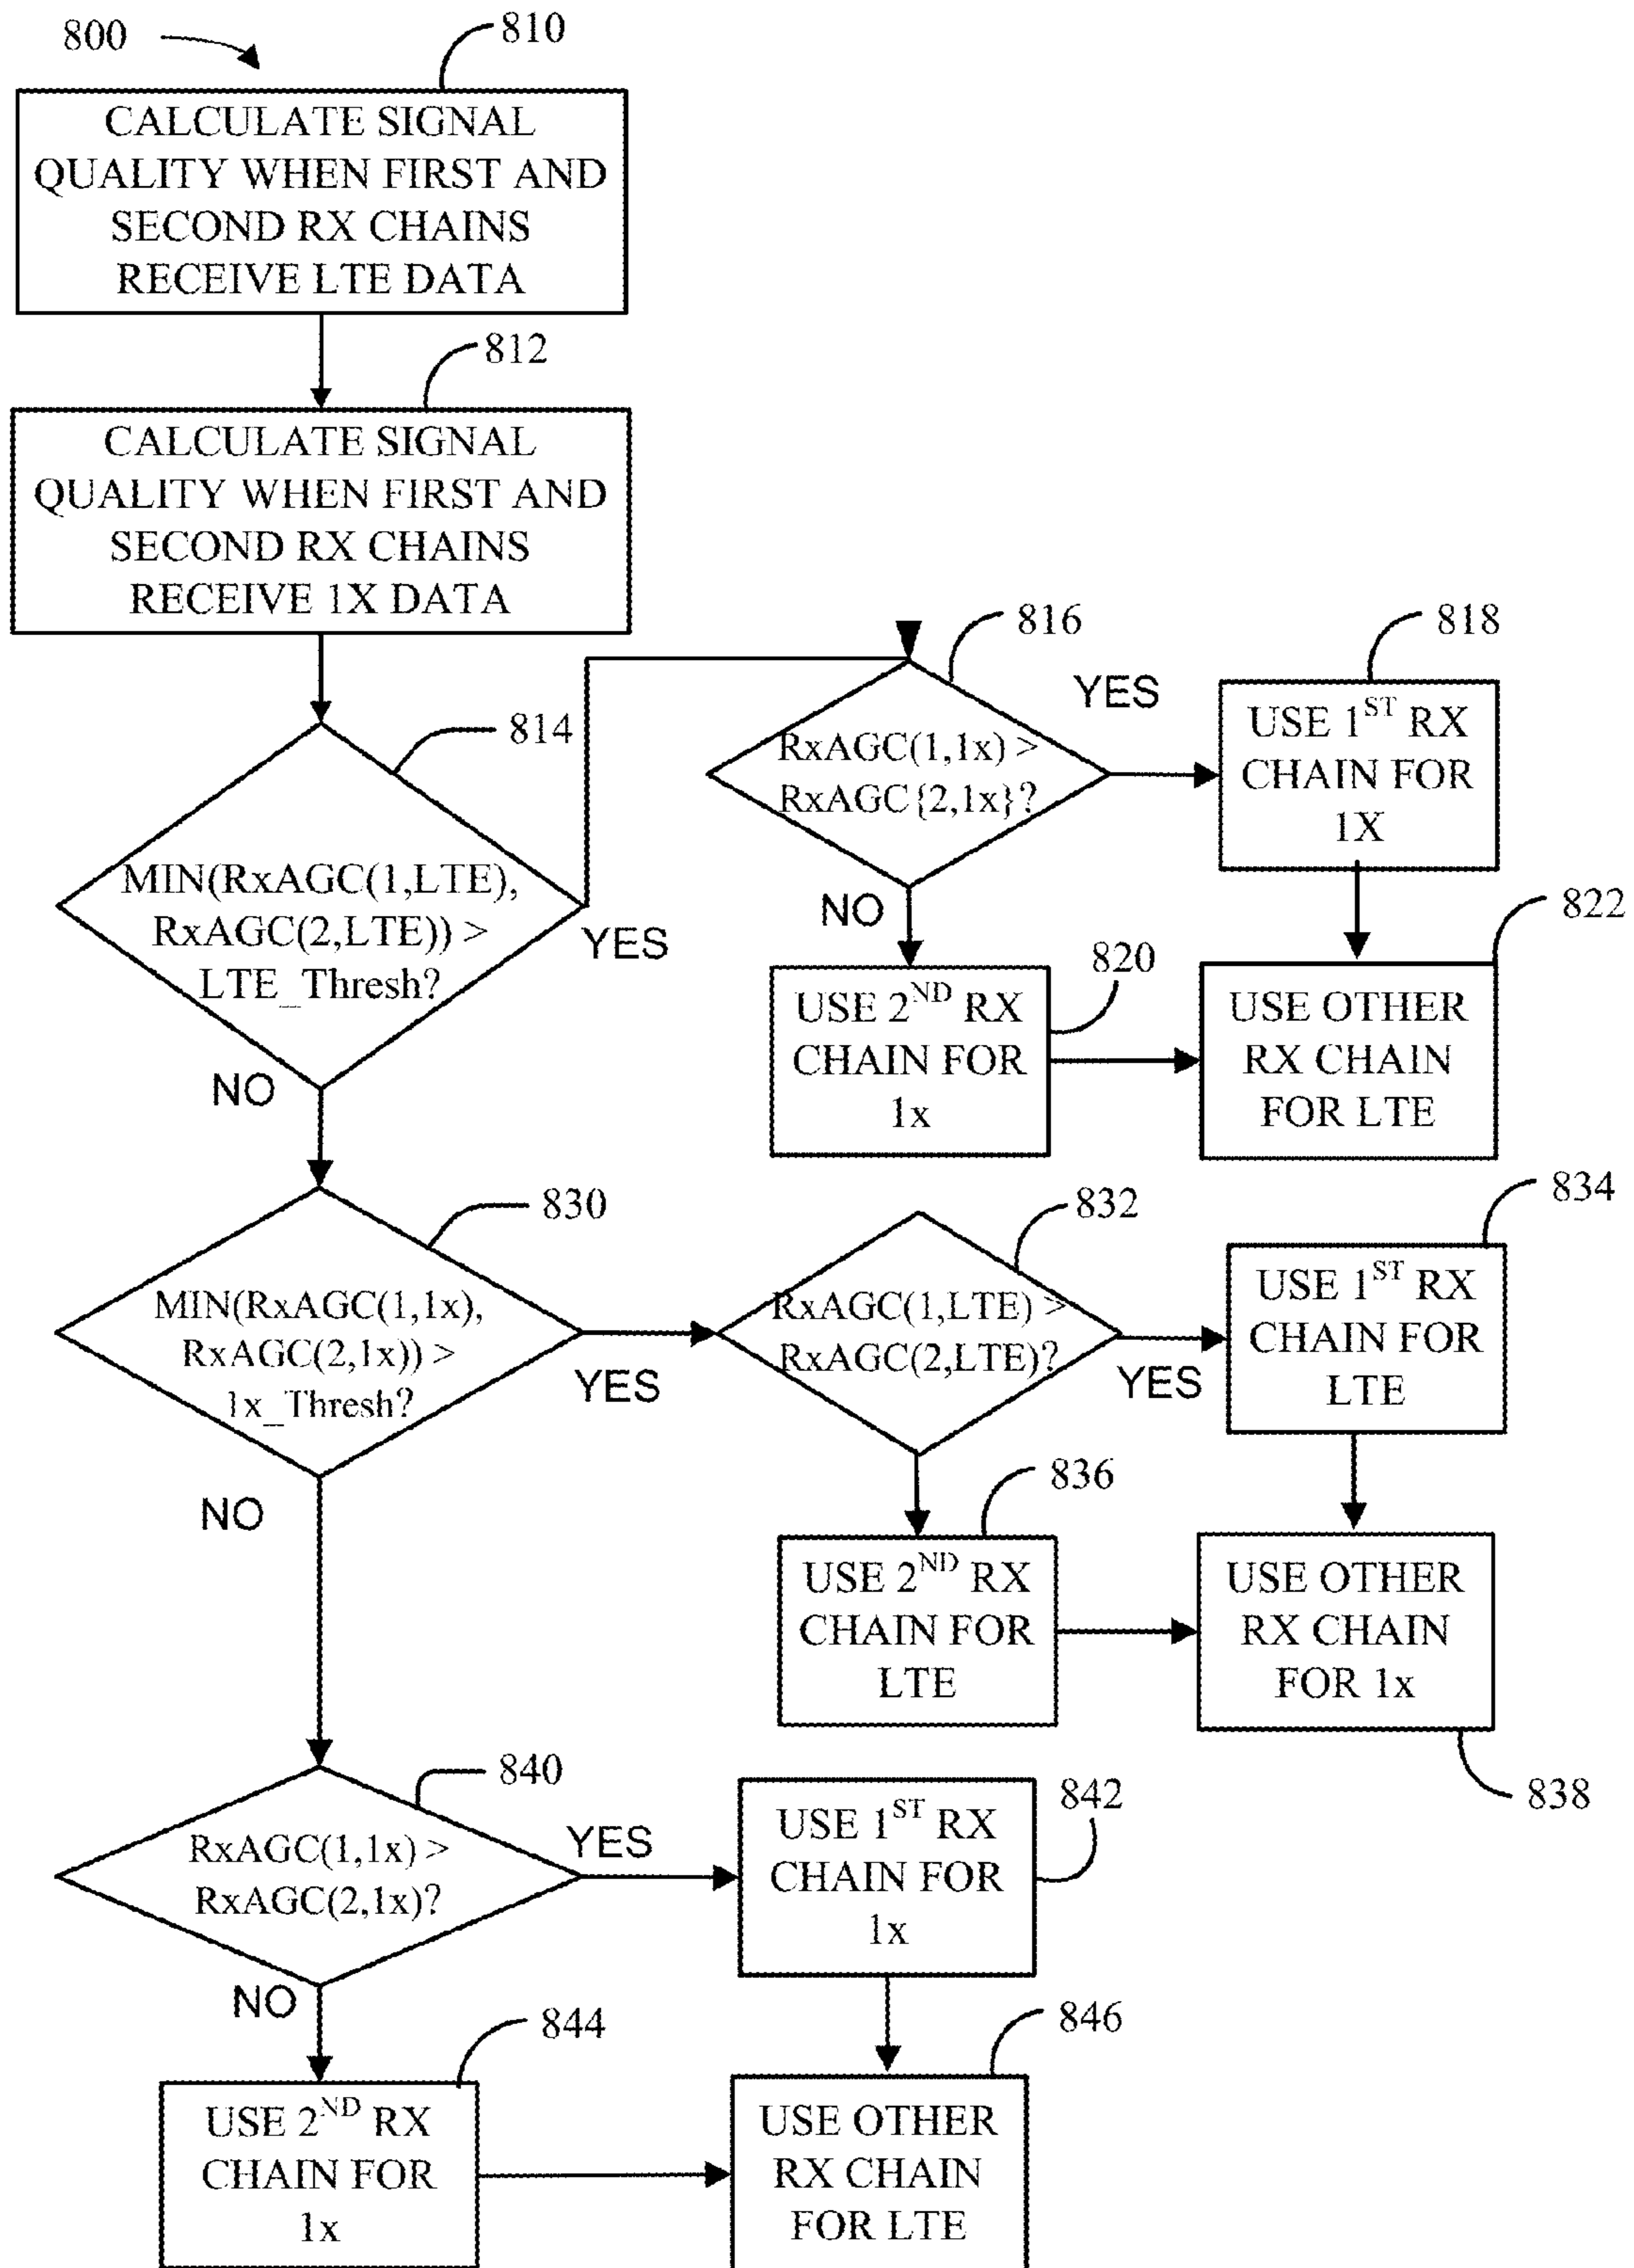 800
810
CALCULATE SIGNAL
QUALITY WHEN FIRST AND
SECOND RX CHAINS
RECEIVE LTE DATA
812
CALCULATE SIGNAL
QUALITY WHEN FIRST AND
SECOND RX CHAINS
RECEIVE 1X DATA
814
MIN(RxAGC(1,LTE),
RxAGC(2,LTE)) >
LTE_Thresh?
YES
NO
816
RxAGC(1,1x) >
RxAGC{2,1x}?
YES
NO
818
USE 1ST RX
CHAIN FOR
1X
820
USE 2ND RX
CHAIN FOR
1x
822
USE OTHER
RX CHAIN
FOR LTE
830
MIN(RxAGC(1,1x),
RxAGC(2,1x)) >
1x_Thresh?
YES
NO
832
RxAGC(1,LTE) >
RxAGC(2,LTE)?
YES
834
USE 1ST RX
CHAIN FOR
LTE
836
USE 2ND RX
CHAIN FOR
LTE
USE OTHER
RX CHAIN
FOR 1x
838
840
RxAGC(1,1x) >
RxAGC(2,1x)?
YES
NO
842
USE 1ST RX
CHAIN FOR
1x
844
USE 2ND RX
CHAIN FOR
1x
846
USE OTHER
RX CHAIN
FOR LTE